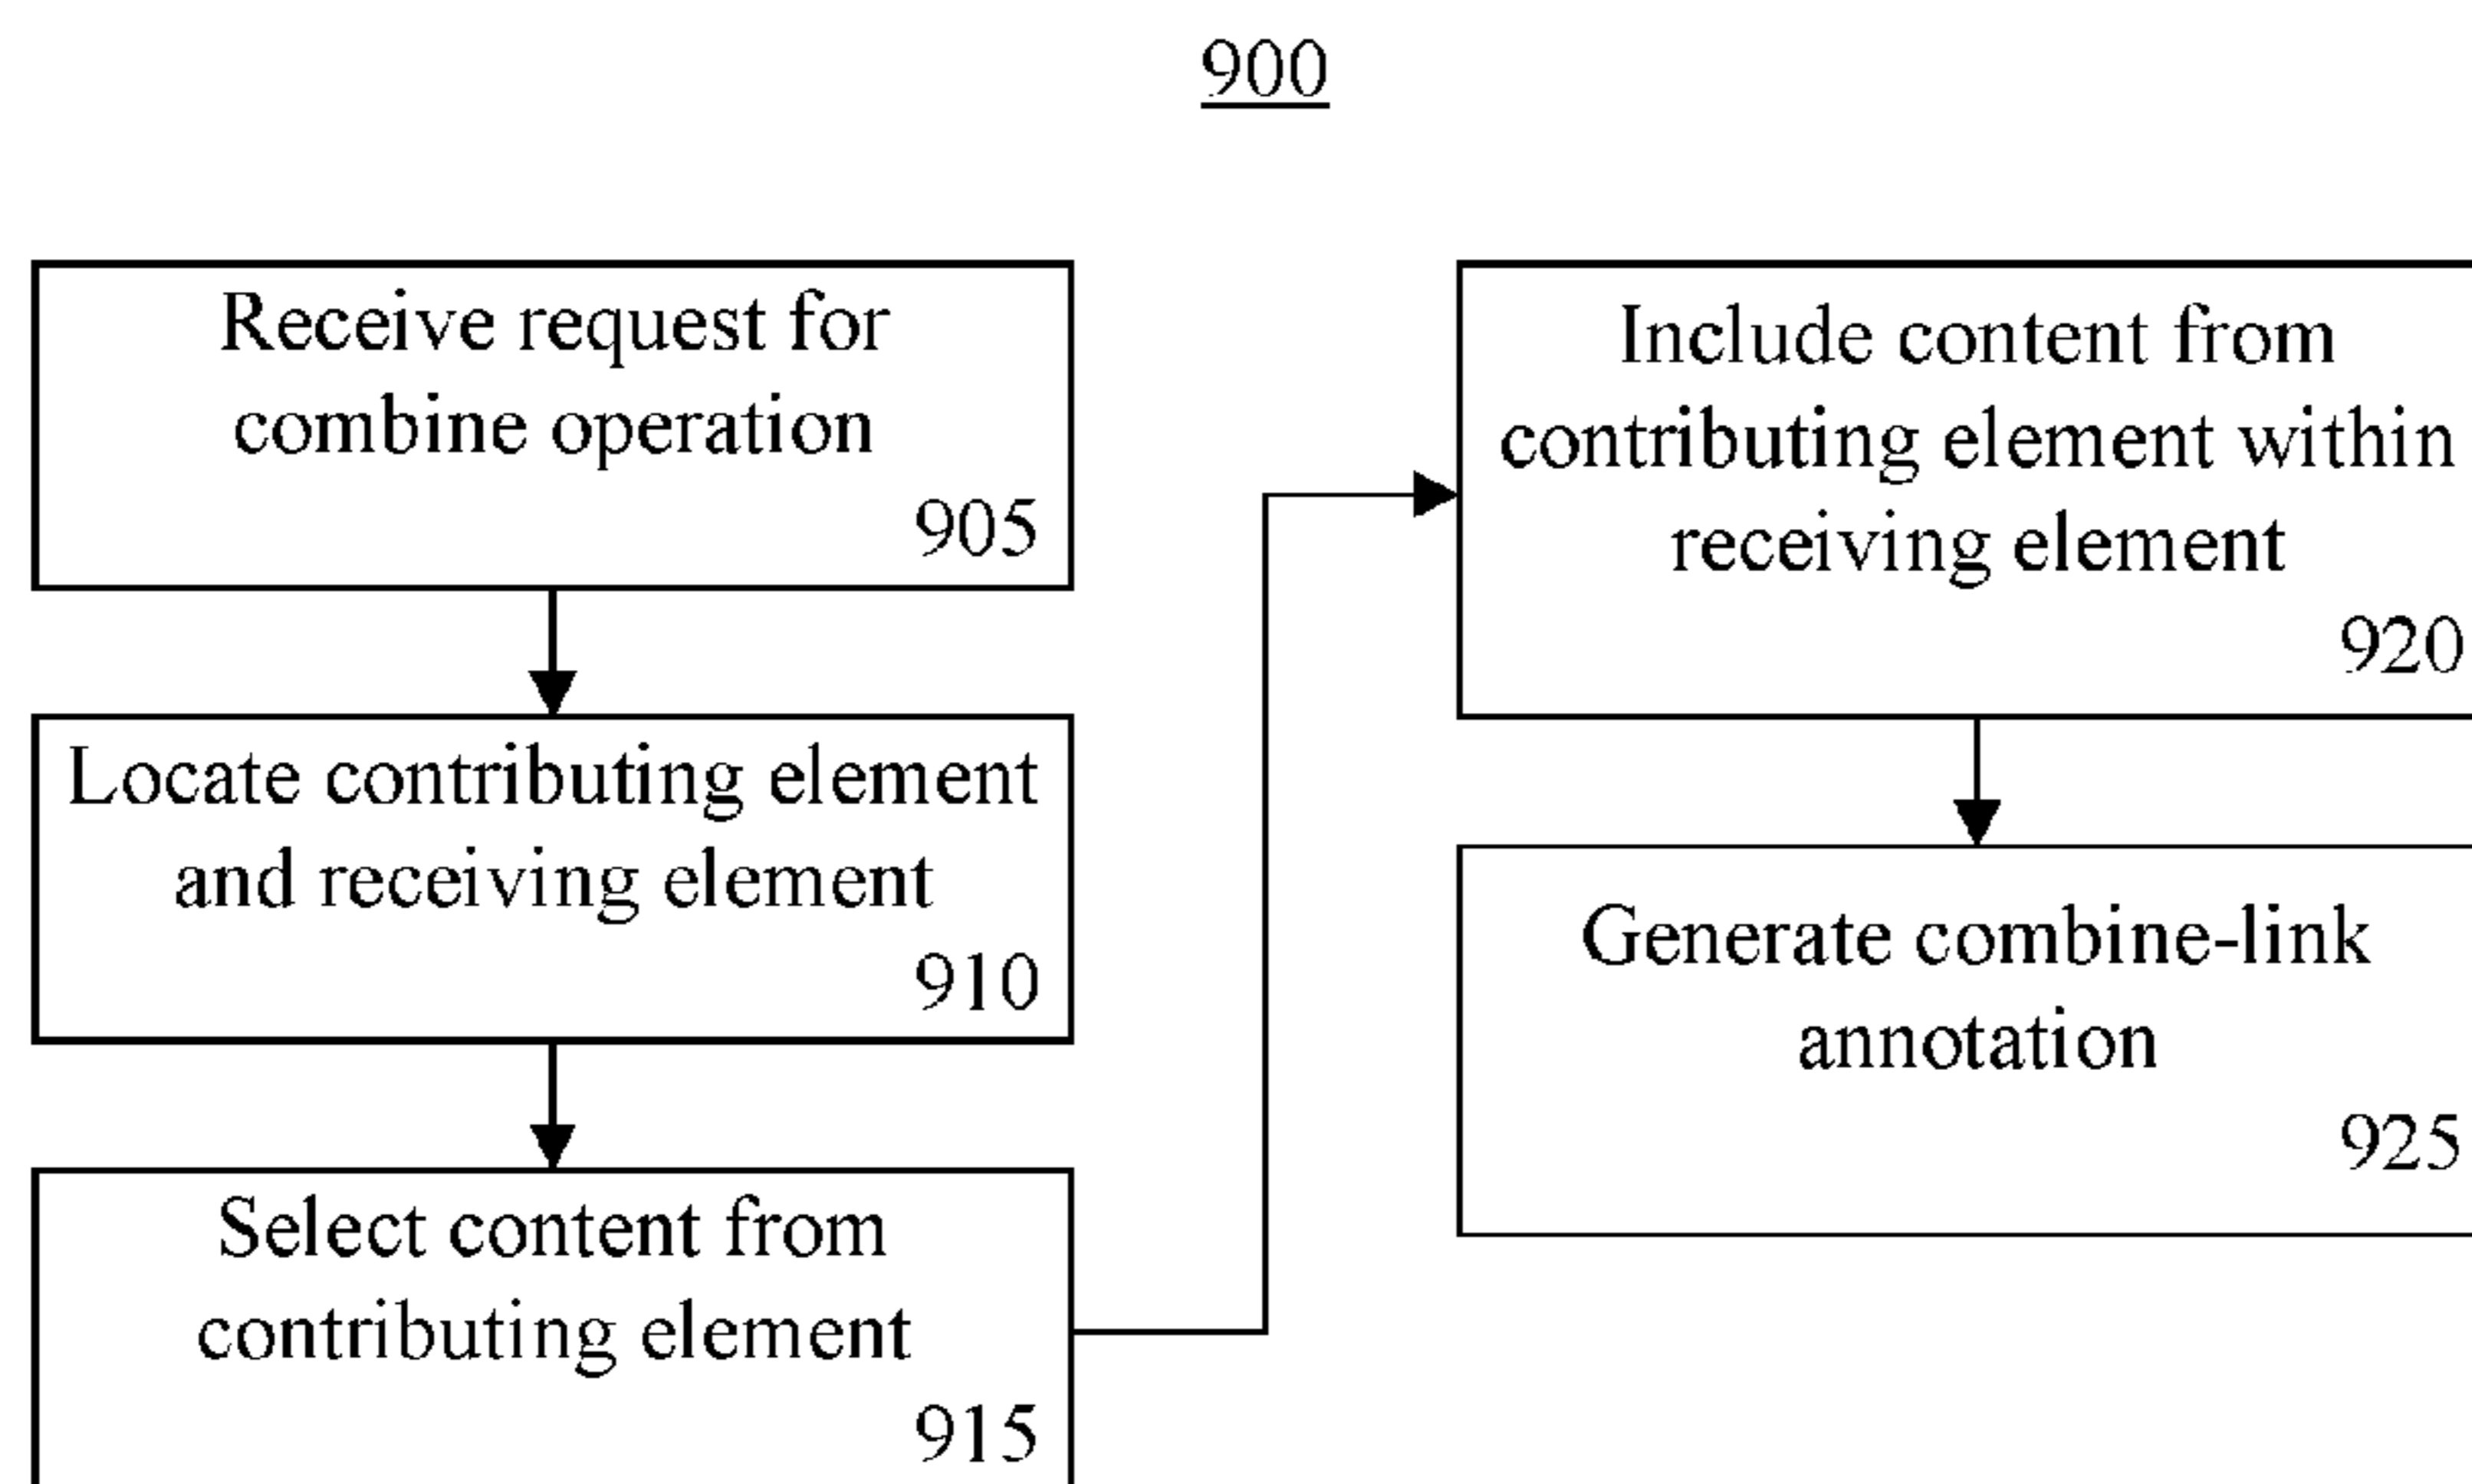 900
Receive request for
combine operation
905
Locate contributing element
and receiving element
910
Select content from
contributing element
915
Include content from
contributing element within
receiving element
920
Generate combine-link
annotation
925